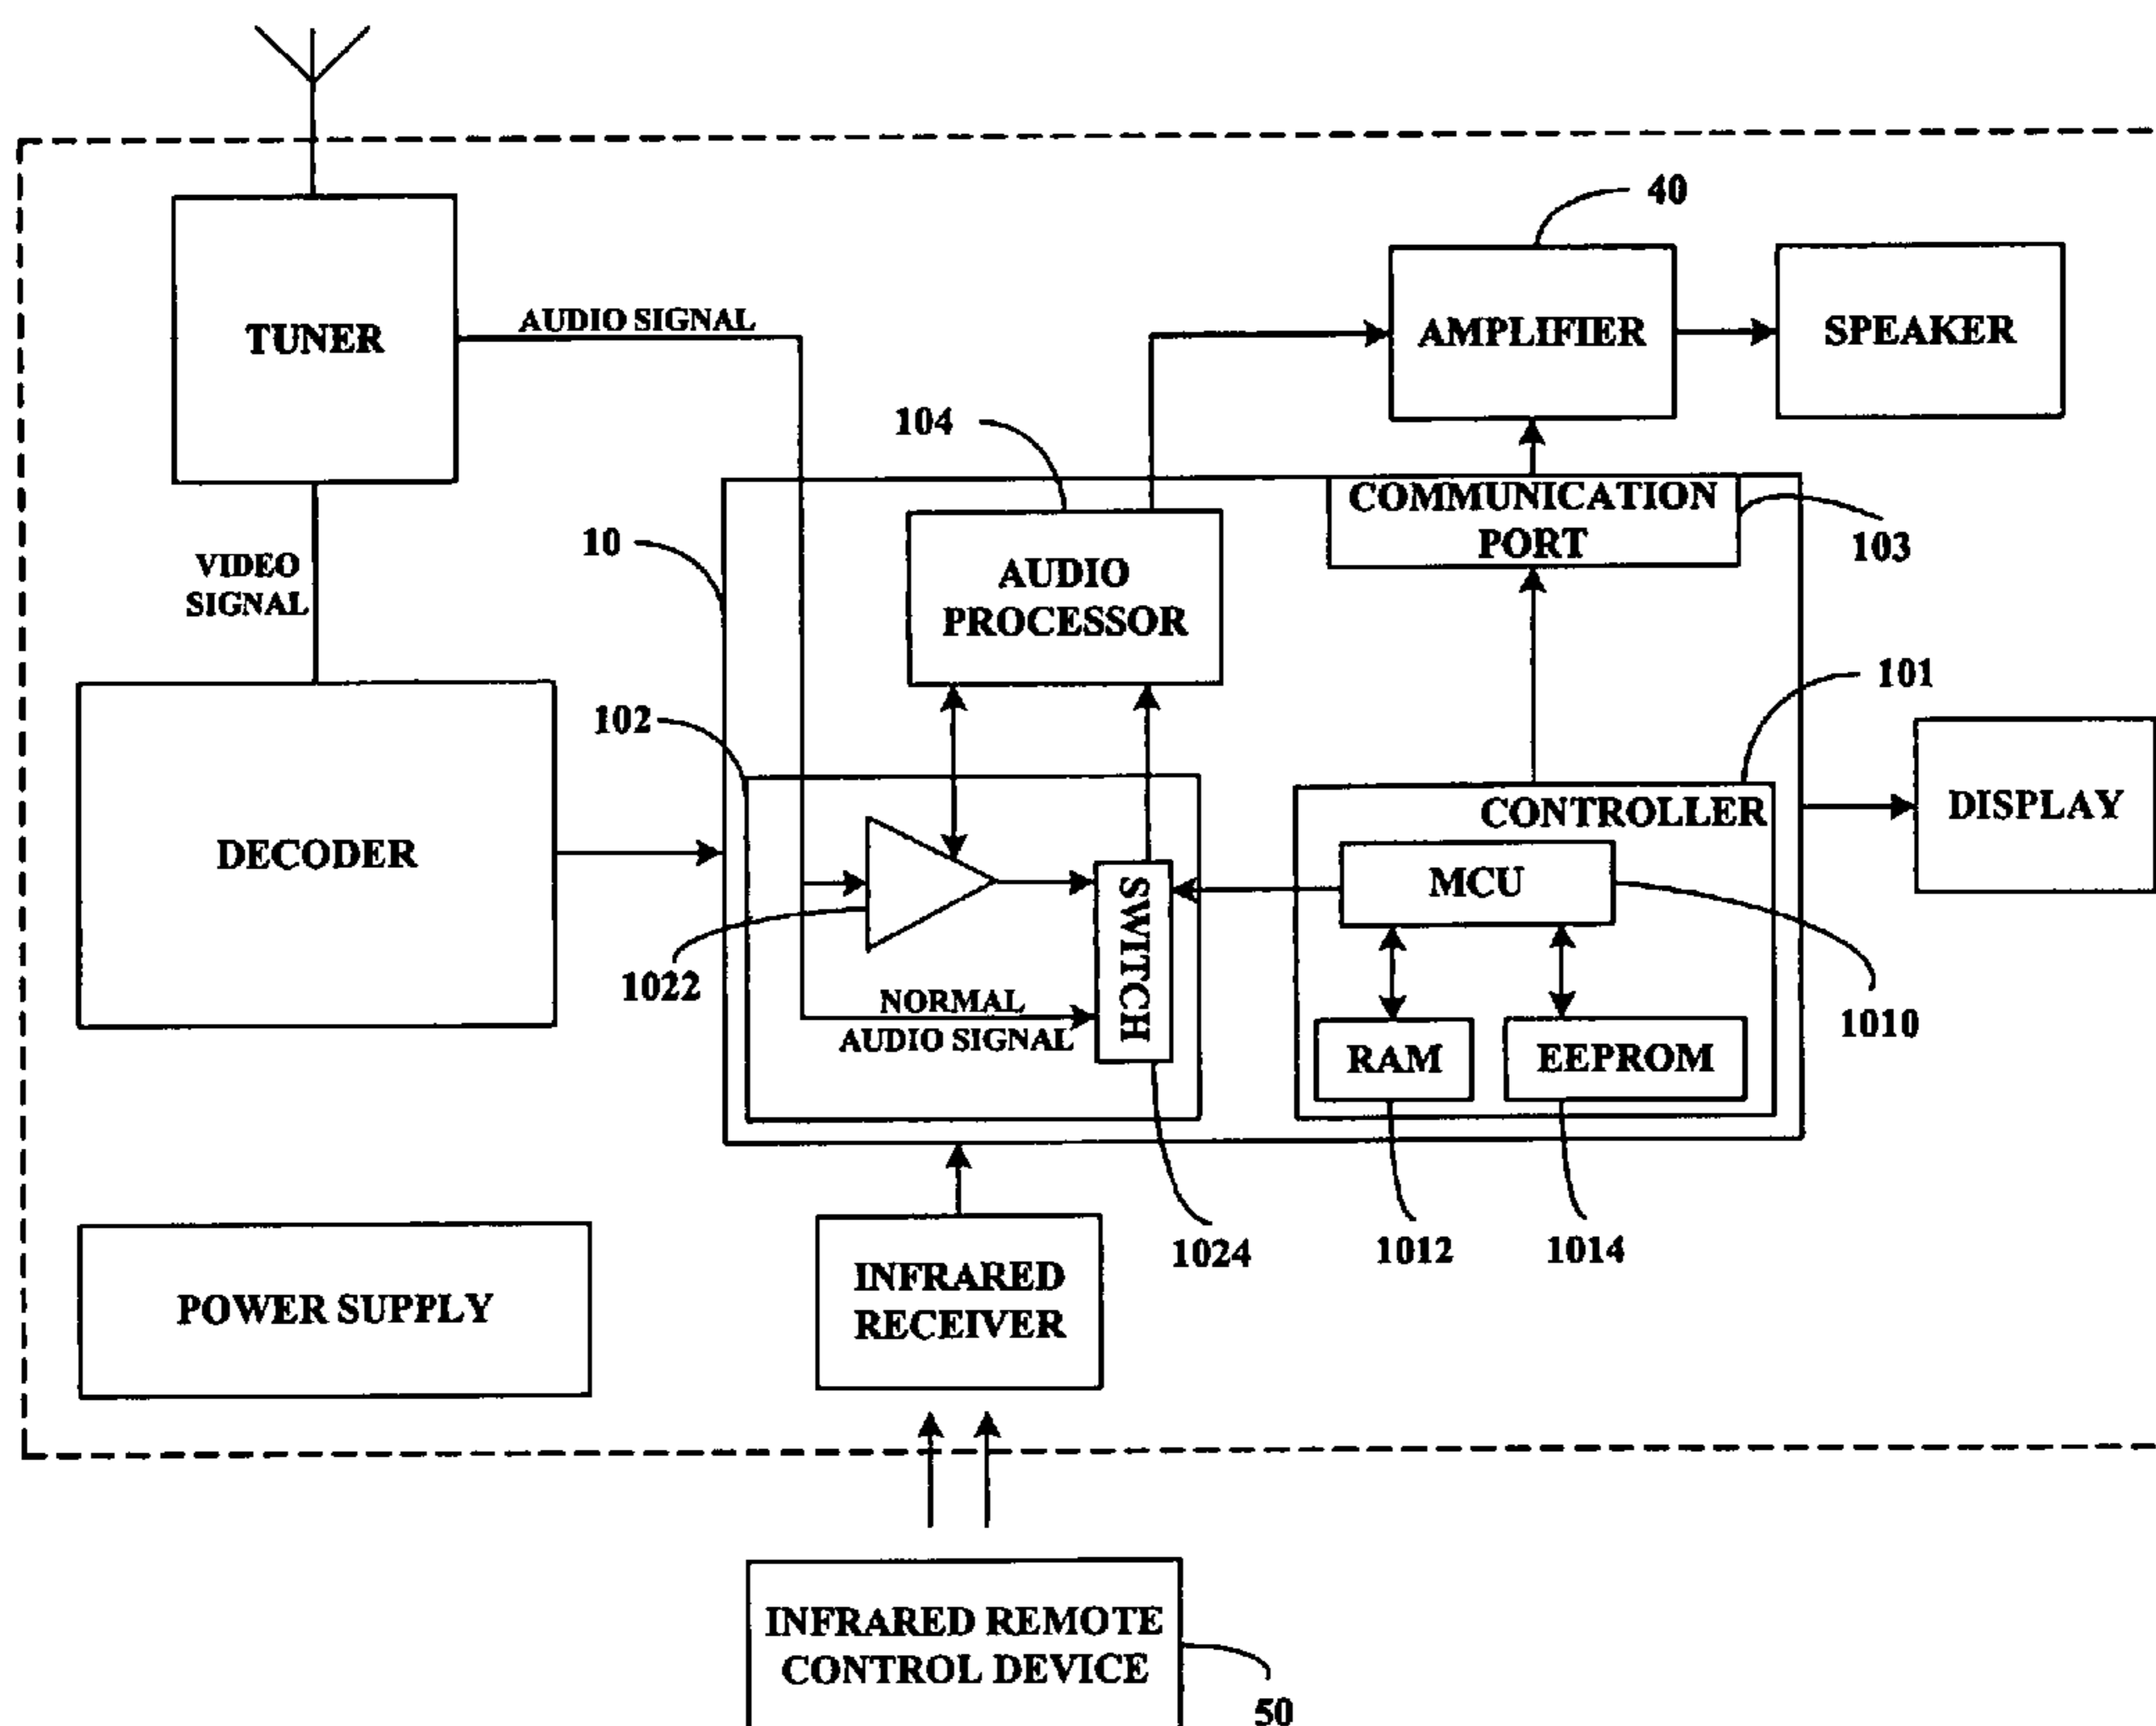 40
TUNER
AUDIO SIGNAL
AMPLIFIER
SPEAKER
104
COMMUNICATION
PORT
103
10
AUDIO
PROCESSOR
VIDEO
SIGNAL
101
102
CONTROLLER
DISPLAY
DECODER
MCU
SWITCH
1022
NORMAL
AUDIO SIGNAL
1010
RAM
EEPROM
1024
1012
1014
INFRARED
RECEIVER
POWER SUPPLY
INFRARED REMOTE
CONTROL DEVICE
50